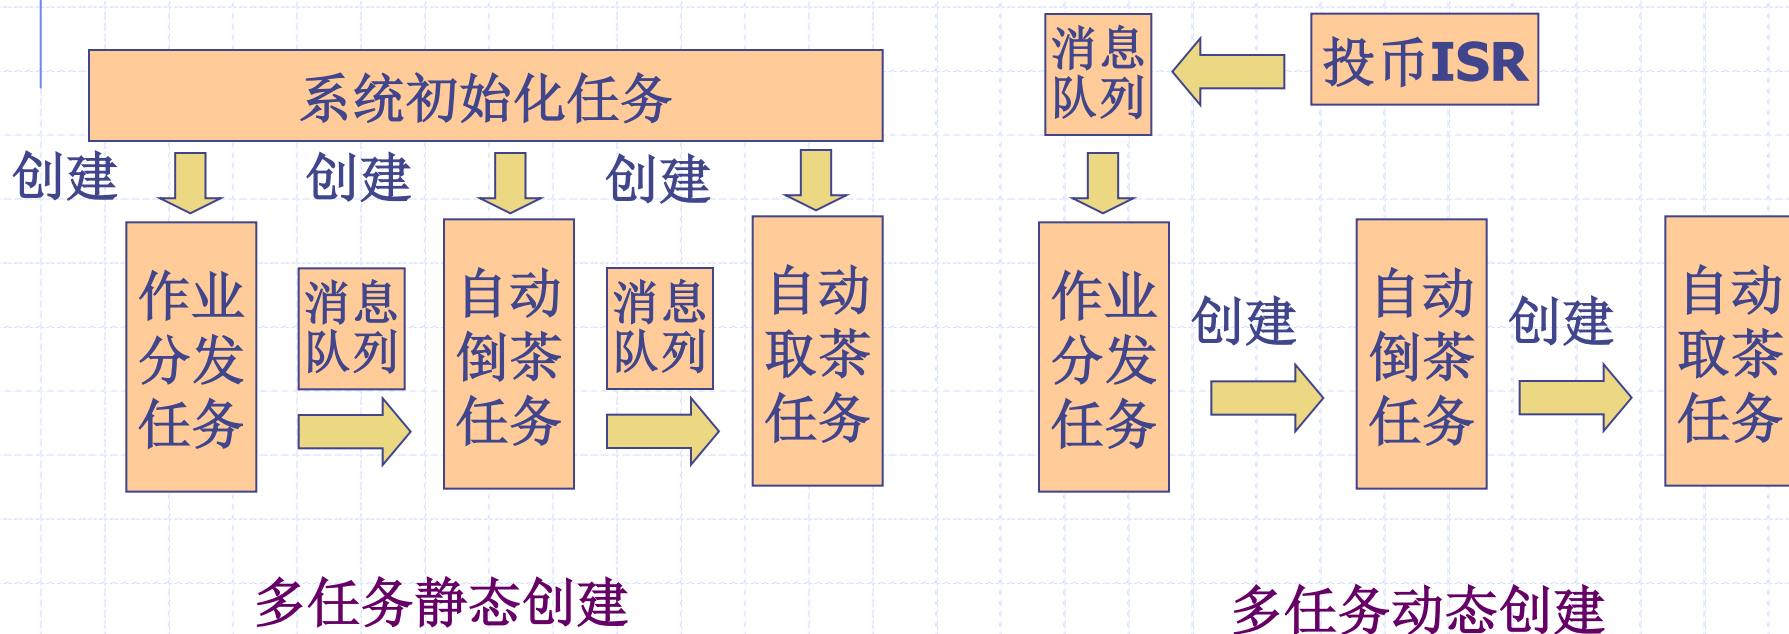 系统初始化任务
创建
创建
创建
作业
分发
任务
消息
队列
自动
倒茶
任务
消息
队列
自动
取茶
任务
多任务静态创建
消息
队列
投币ISR
作业
分发
任务
创建
自动
倒茶
任务
创建
自动
取茶
任务
多任务动态创建